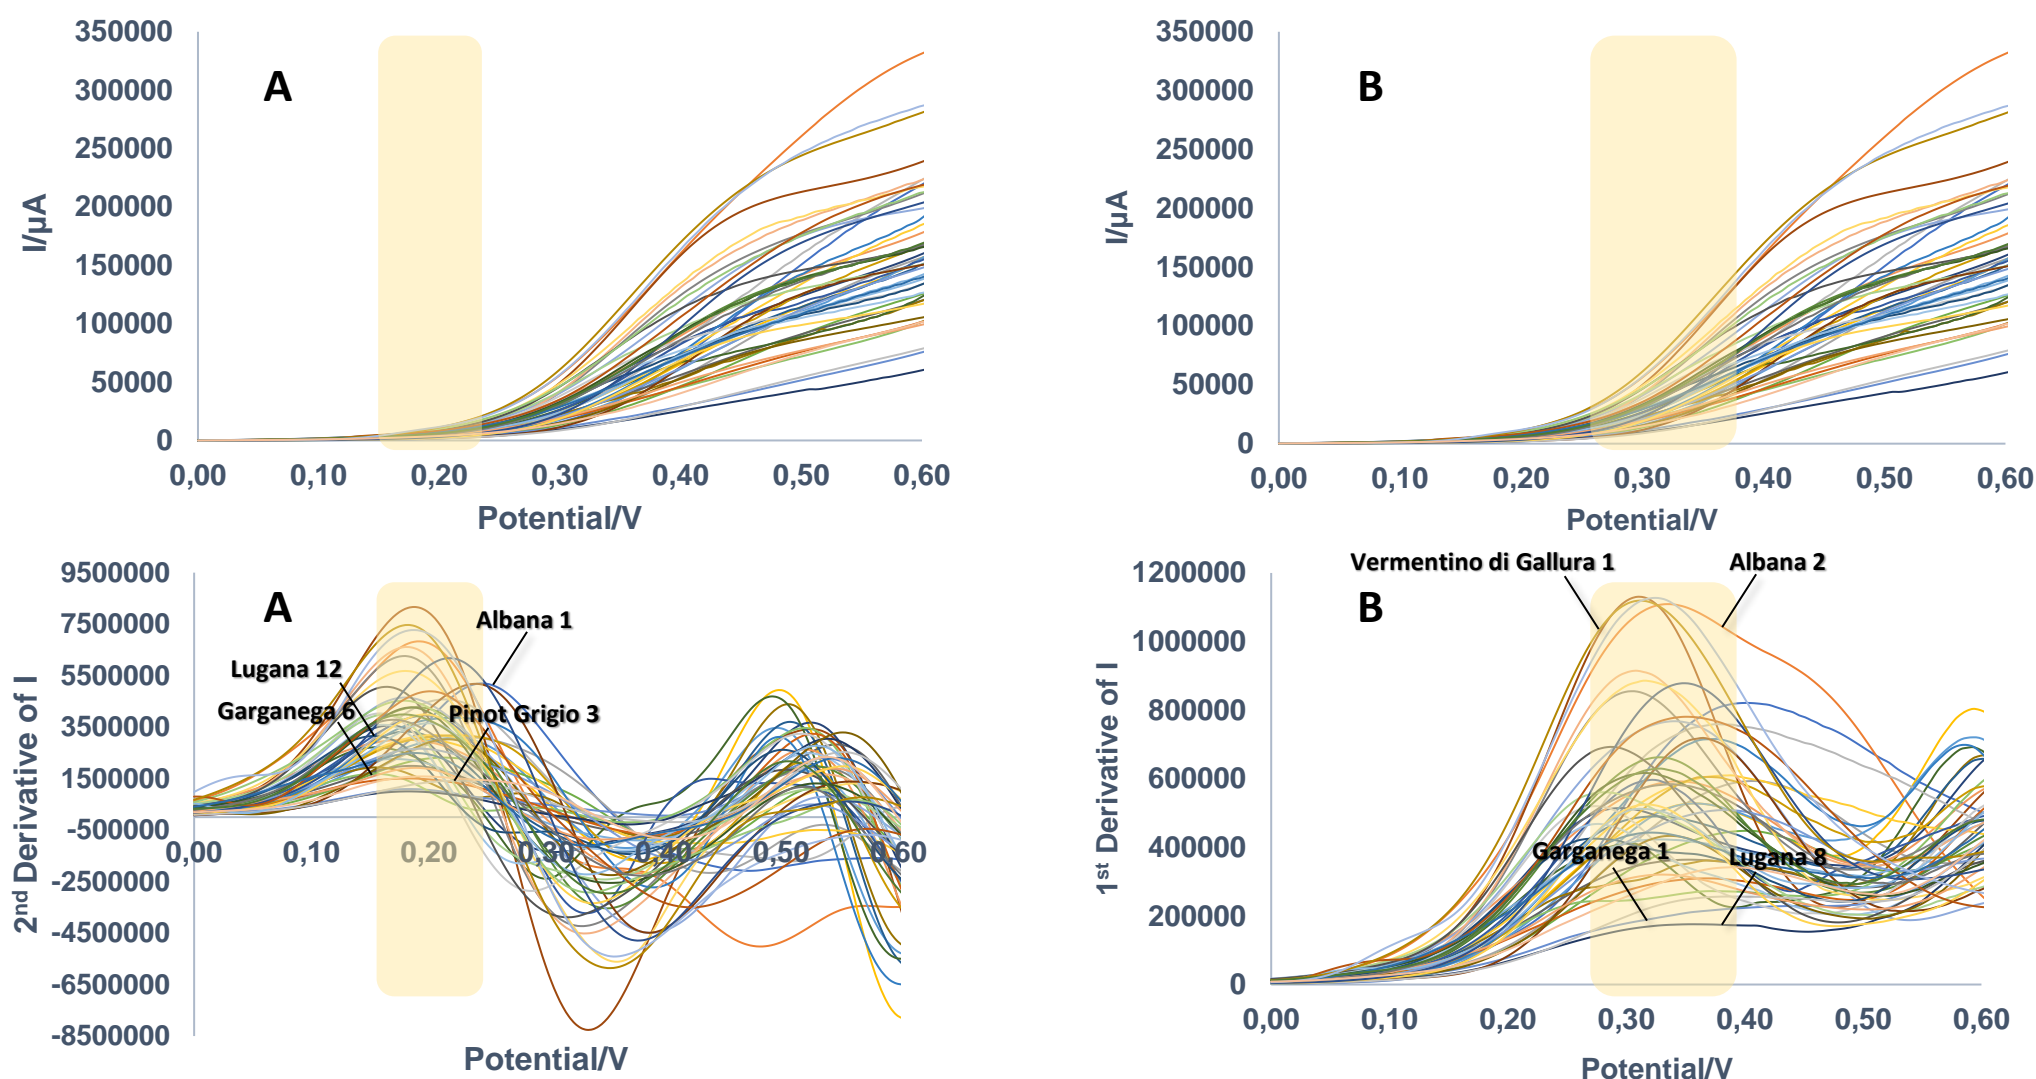 350000
300000
250000
200000
150000
100000
50000
0
I/µA
A
0,00 0,10 0,20 0,30 0,40 0,50 0,60
Potential/V
350000
300000
250000
200000
150000
100000
50000
0
I/µA
B
0,00 0,10 0,20 0,30 0,40 0,50 0,60
Potential/V
9500000
7500000
5500000
3500000
1500000
-500000
-2500000
-4500000
-6500000
-8500000
2nd Derivative of I
A
Albana 1
Lugana 12
Garganega 6
Pinot Grigio 3
0,00 0,10 0,20 0,30 0,40 0,50 0,60
Potential/V
1200000
1000000
800000
600000
400000
200000
0
1st Derivative of I
Vermentino di Gallura 1
Albana 2
B
Garganega 1
Lugana 8
0,00 0,10 0,20 0,30 0,40 0,50 0,60
Potential/V